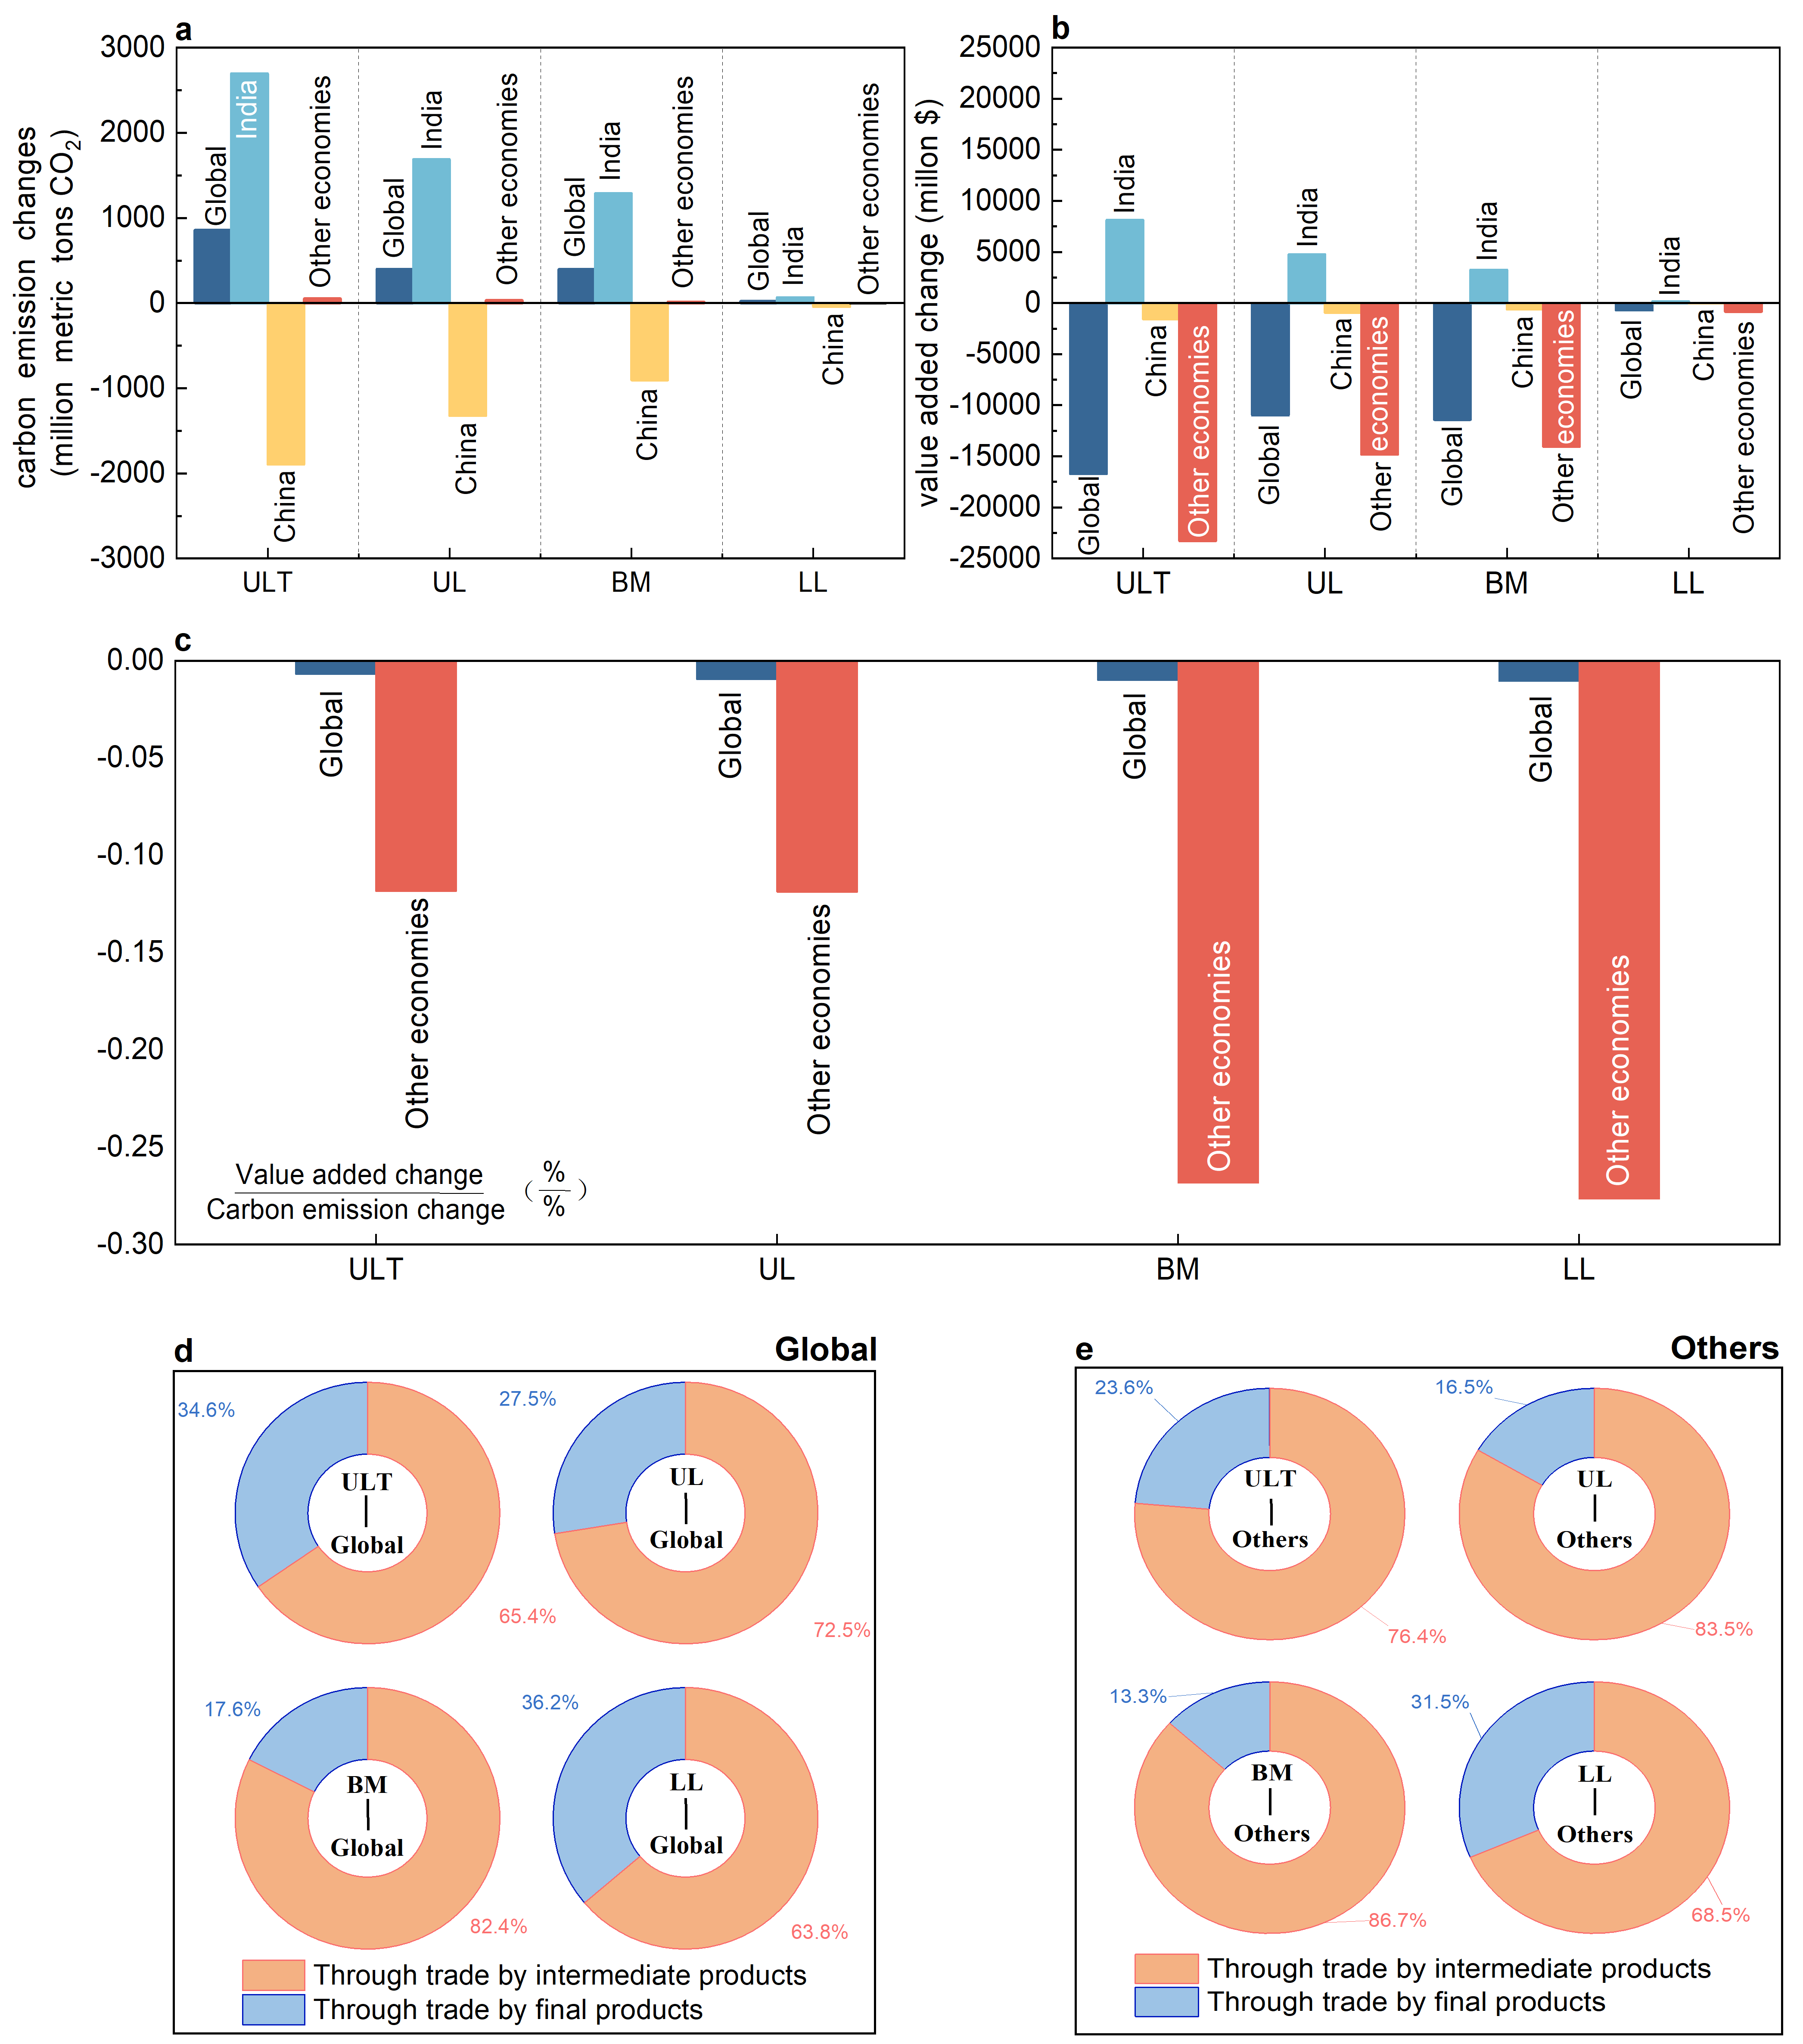 a
carbon emission changes
(million metric tons CO2)
3000
2000
1000
0
-1000
-2000
-3000
Global
India
China
Other economies
Global
India
China
Other economies
Global
India
China
Other economies
Global
India
China
Other economies
ULT
UL
BM
LL
b
value added change (millon $)
25000
20000
15000
10000
5000
0
-5000
-10000
-15000
-20000
-25000
Global
India
China
Other economies
Global
India
China
Other economies
Global
India
China
Other economies
Global
India
China
Other economies
ULT
UL
BM
LL
c
0.00
-0.05
-0.10
-0.15
-0.20
-0.25
-0.30
Global
Other economies
Global
Other economies
Global
Other economies
Global
Other economies
Value added change
Carbon emission change
(%/%)
ULT
UL
BM
LL
d
Global
34.6%
ULT
Global
65.4%
27.5%
UL
Global
72.5%
17.6%
BM
Global
82.4%
36.2%
LL
Global
63.8%
Through trade by intermediate products
Through trade by final products
e
Others
23.6%
ULT
Others
76.4%
16.5%
UL
Others
83.5%
13.3%
BM
Others
86.7%
31.5%
LL
Others
68.5%
Through trade by intermediate products
Through trade by final products